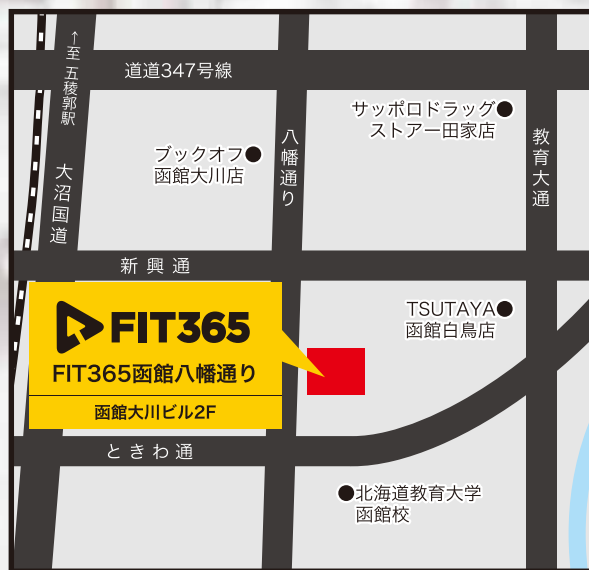 ↑至 五稜郭駅
大沼国道
道道347号線
八幡通り
教育大通
サッポロドラッグ
ストアー田家店
ブックオフ
函館大川店
新興通
FIT365
FIT365函館八幡通り
函館大川ビル2F
TSUTAYA
函館白鳥店
ときわ通
北海道教育大学
函館校